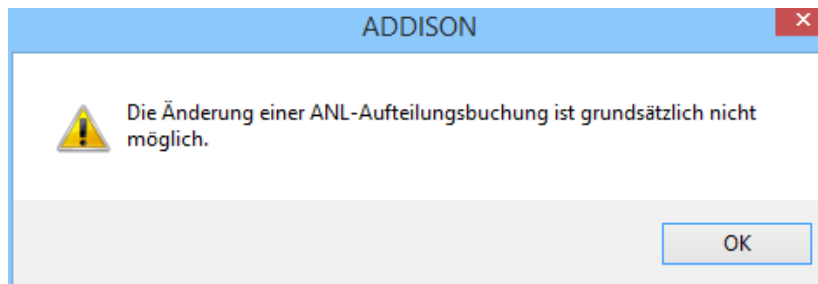 ADDISON
Die Änderung einer ANL-Aufteilungsbuchung ist grundsätzlich nicht
möglich.
OK